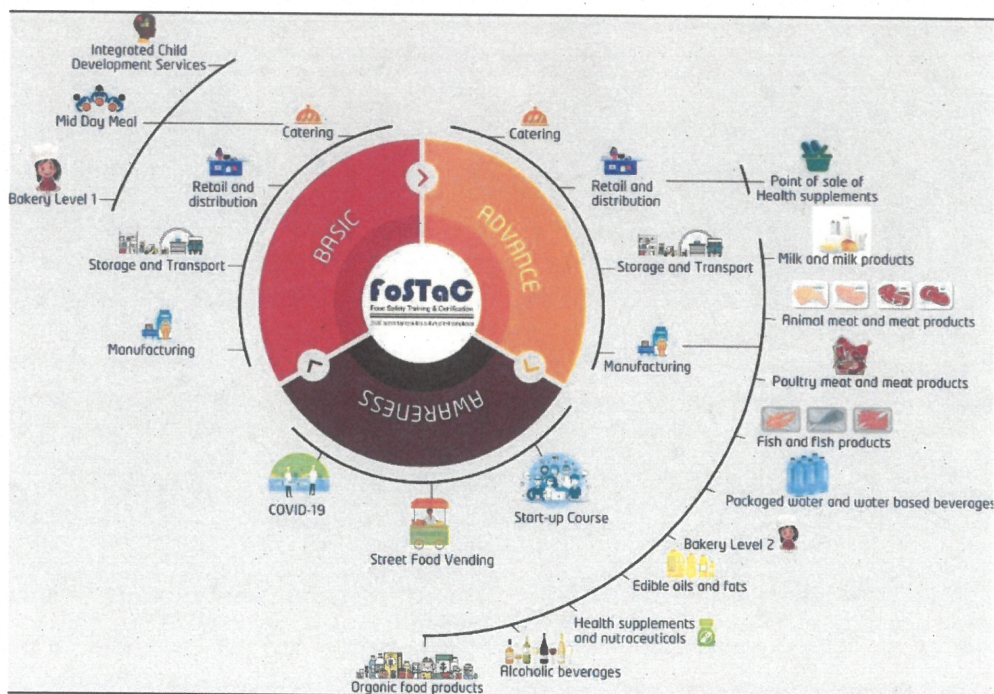 Integrated Child
Development Services
Mid Day Meal
Bakery Level 1
Catering
Retail and
distribution
Storage and Transport
Manufacturing
BASIC
ADVANCE
AWARENESS
FoSTaC
Food Safety Training & Certification
Catering
Retail and
distribution
Storage and Transport
Manufacturing
Point of sale of
Health supplements
Milk and milk products
Animal meat and meat products
Poultry meat and meat products
Fish and fish products
Packaged water and water based beverages
Bakery Level 2
Edible oils and fats
Health supplements
and nutraceuticals
Alcoholic beverages
Organic food products
COVID-19
Street Food Vending
Start-up Course